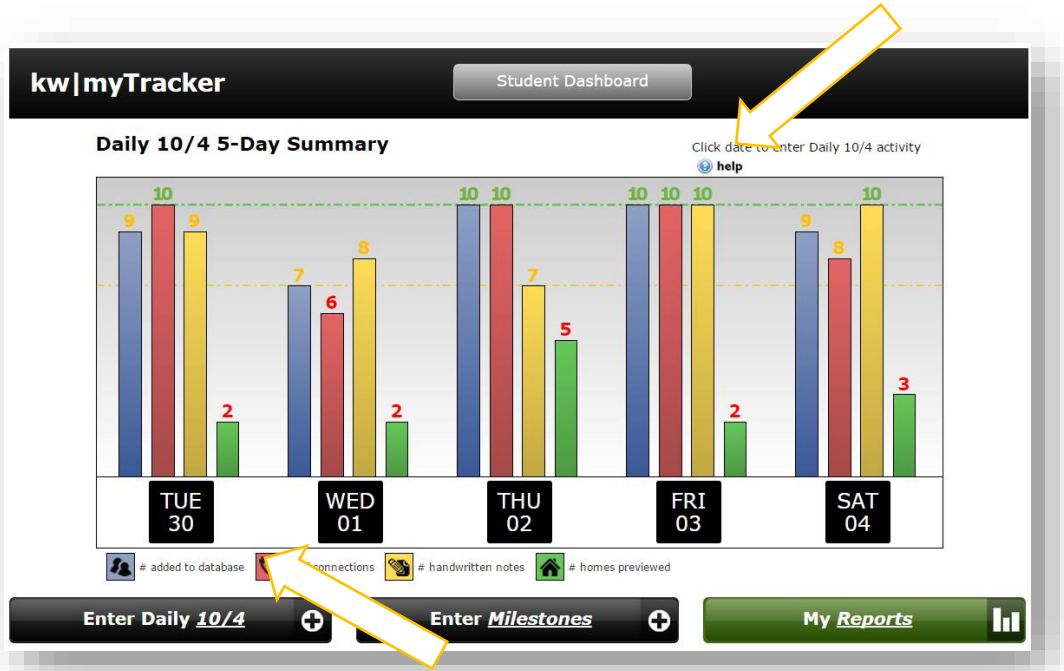 kw|myTracker
Student Dashboard
Daily 10/4 5-Day Summary
Click date to enter Daily 10/4 activity
help
9 10 9 2
7 6 8 2
10 10 7 5
10 10 10 2
9 8 10 3
TUE 30
WED 01
THU 02
FRI 03
SAT 04
# added to database
connections
# handwritten notes
# homes previewed
Enter Daily 10/4
Enter Milestones
My Reports